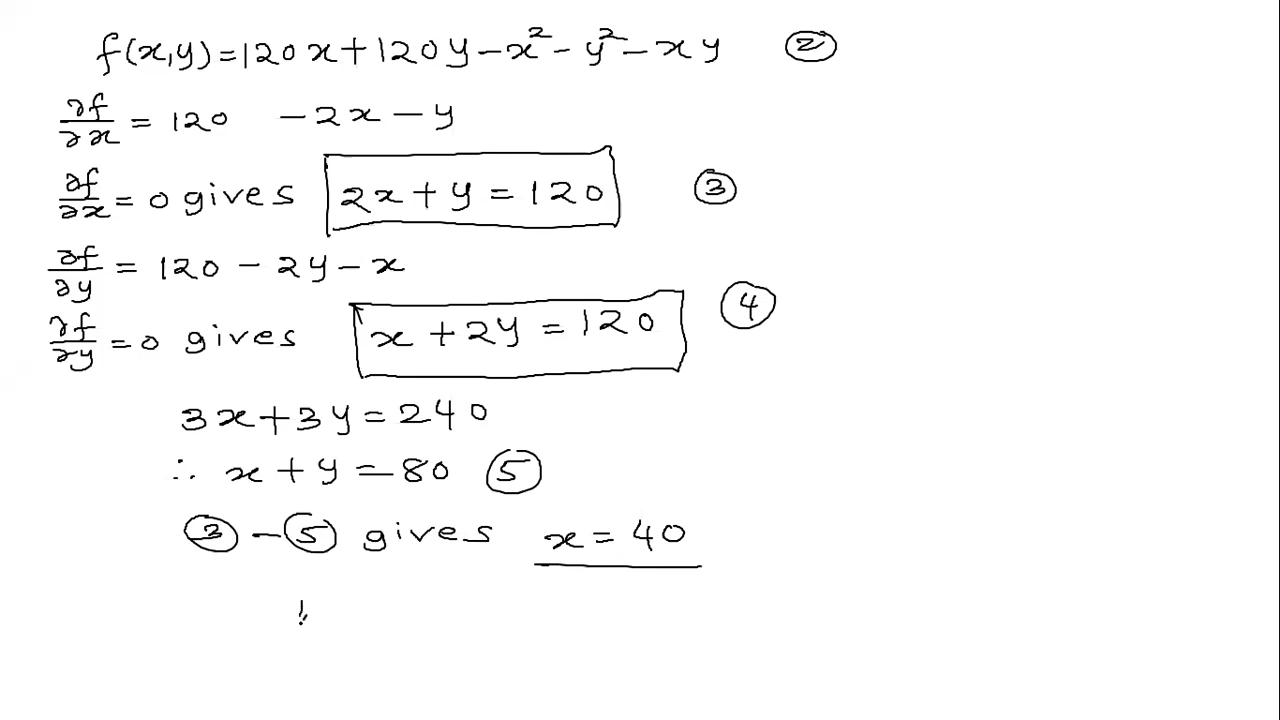 f(x,y)=120x+120y-x²-y²-xy ②
∂f/∂x = 120 -2x-y
∂f/∂x = 0 gives 2x+y=120 ③
∂f/∂y = 120-2y-x
∂f/∂y = 0 gives x+2y=120 ④
3x+3y=240
∴ x+y=80 ⑤
③-⑤ gives x=40